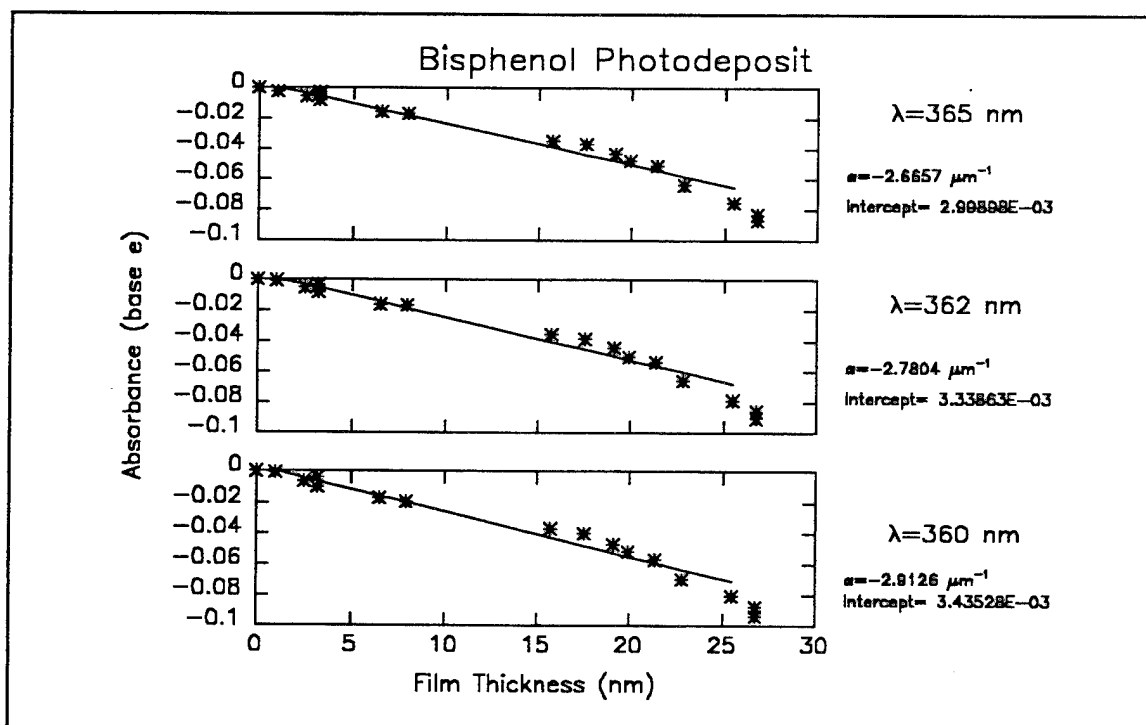 Bisphenol Photodeposit
0
−0.02
−0.04
−0.06
−0.08
−0.1
λ=365 nm
α=−2.6657 μm⁻¹
Intercept= 2.99898E−03
0
−0.02
−0.04
−0.06
−0.08
−0.1
λ=362 nm
α=−2.7804 μm⁻¹
Intercept= 3.33863E−03
Absorbance (base e)
0
−0.02
−0.04
−0.06
−0.08
−0.1
λ=360 nm
α=−2.9126 μm⁻¹
Intercept= 3.43528E−03
0 5 10 15 20 25 30
Film Thickness (nm)